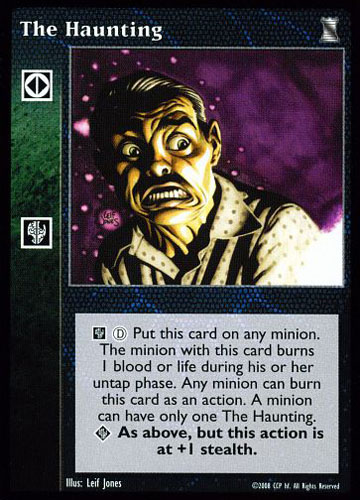 The Haunting
LEIF
JONES
D Put this card on any minion.
The minion with this card burns
1 blood or life during his or her
untap phase. Any minion can burn
this card as an action. A minion
can have only one The Haunting.
As above, but this action is
at +1 stealth.
Illus: Leif Jones
©2008 CCP hf. All Rights Reserved